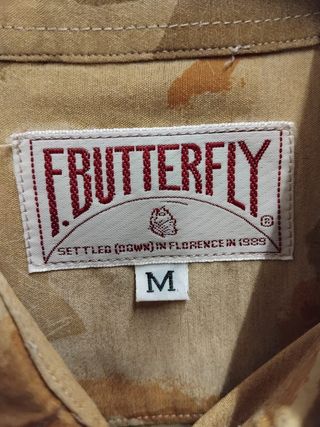 F.BUTTERFLY
®
SETTLED (DOWN) IN FLORENCE IN 1989
M